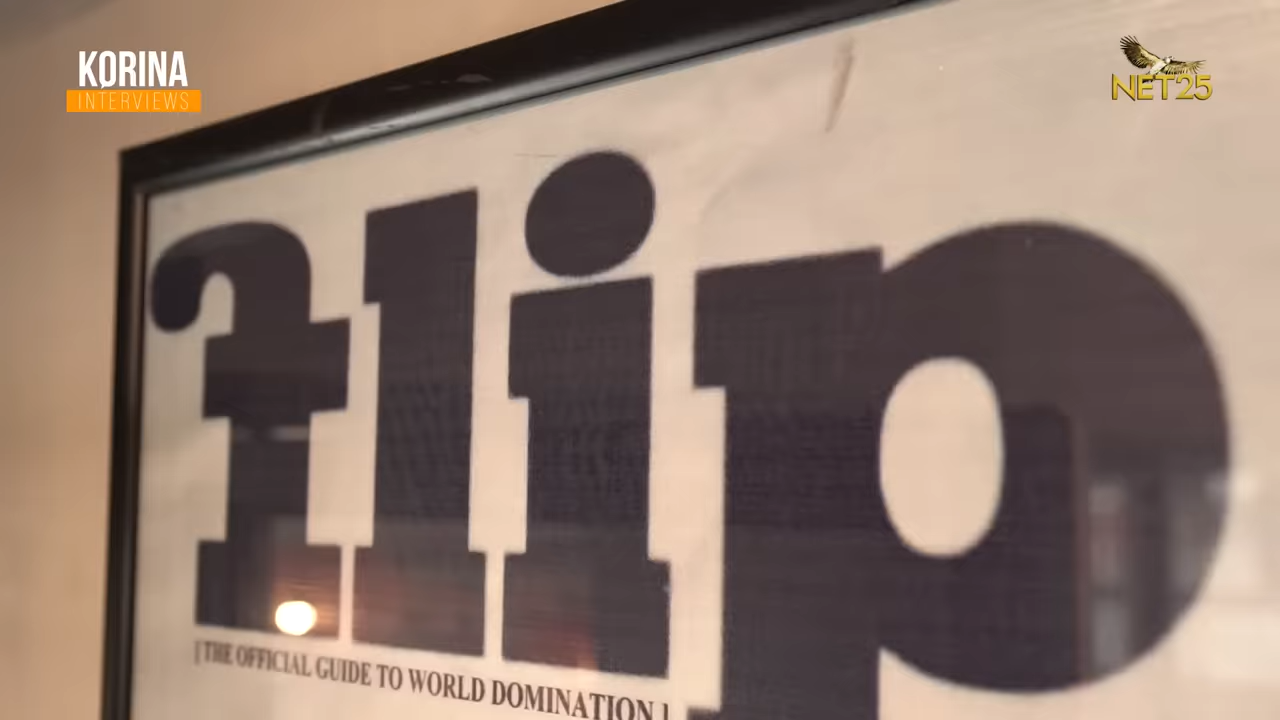 KORINA
INTERVIEWS
NET25
flip
[ THE OFFICIAL GUIDE TO WORLD DOMINATION ]